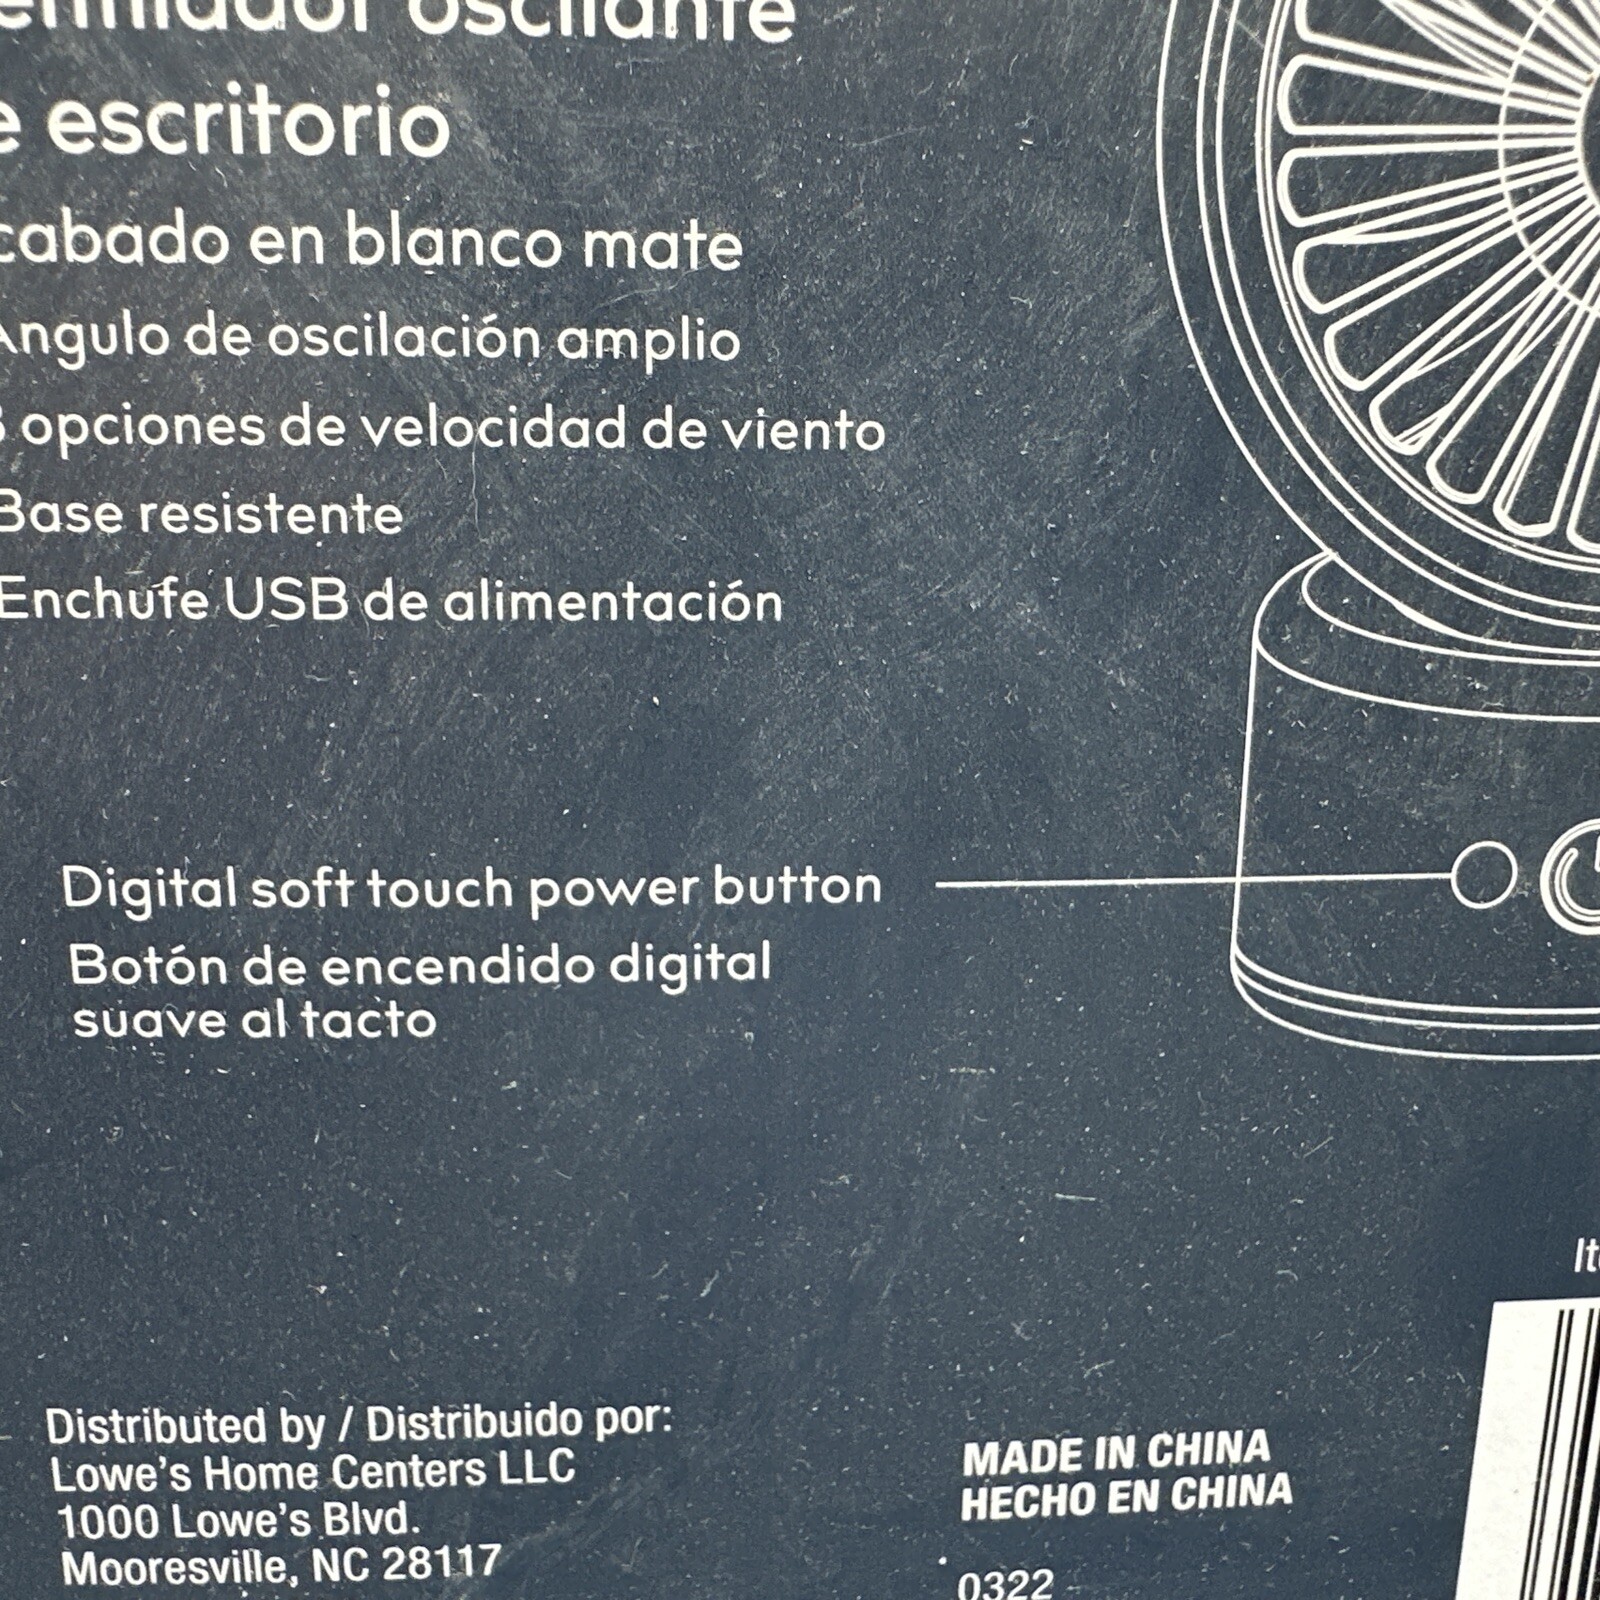 oscilante
escritorio
en blanco mate
Ángulo de oscilación amplio
opciones de velocidad de viento
Base resistente
Enchufe USB de alimentación
Digital soft touch power button
Botón de encendido digital
suave al tacto
Distributed by / Distribuido por:
Lowe's Home Centers LLC
1000 Lowe's Blvd.
Mooresville, NC 28117
MADE IN CHINA
HECHO EN CHINA
0322